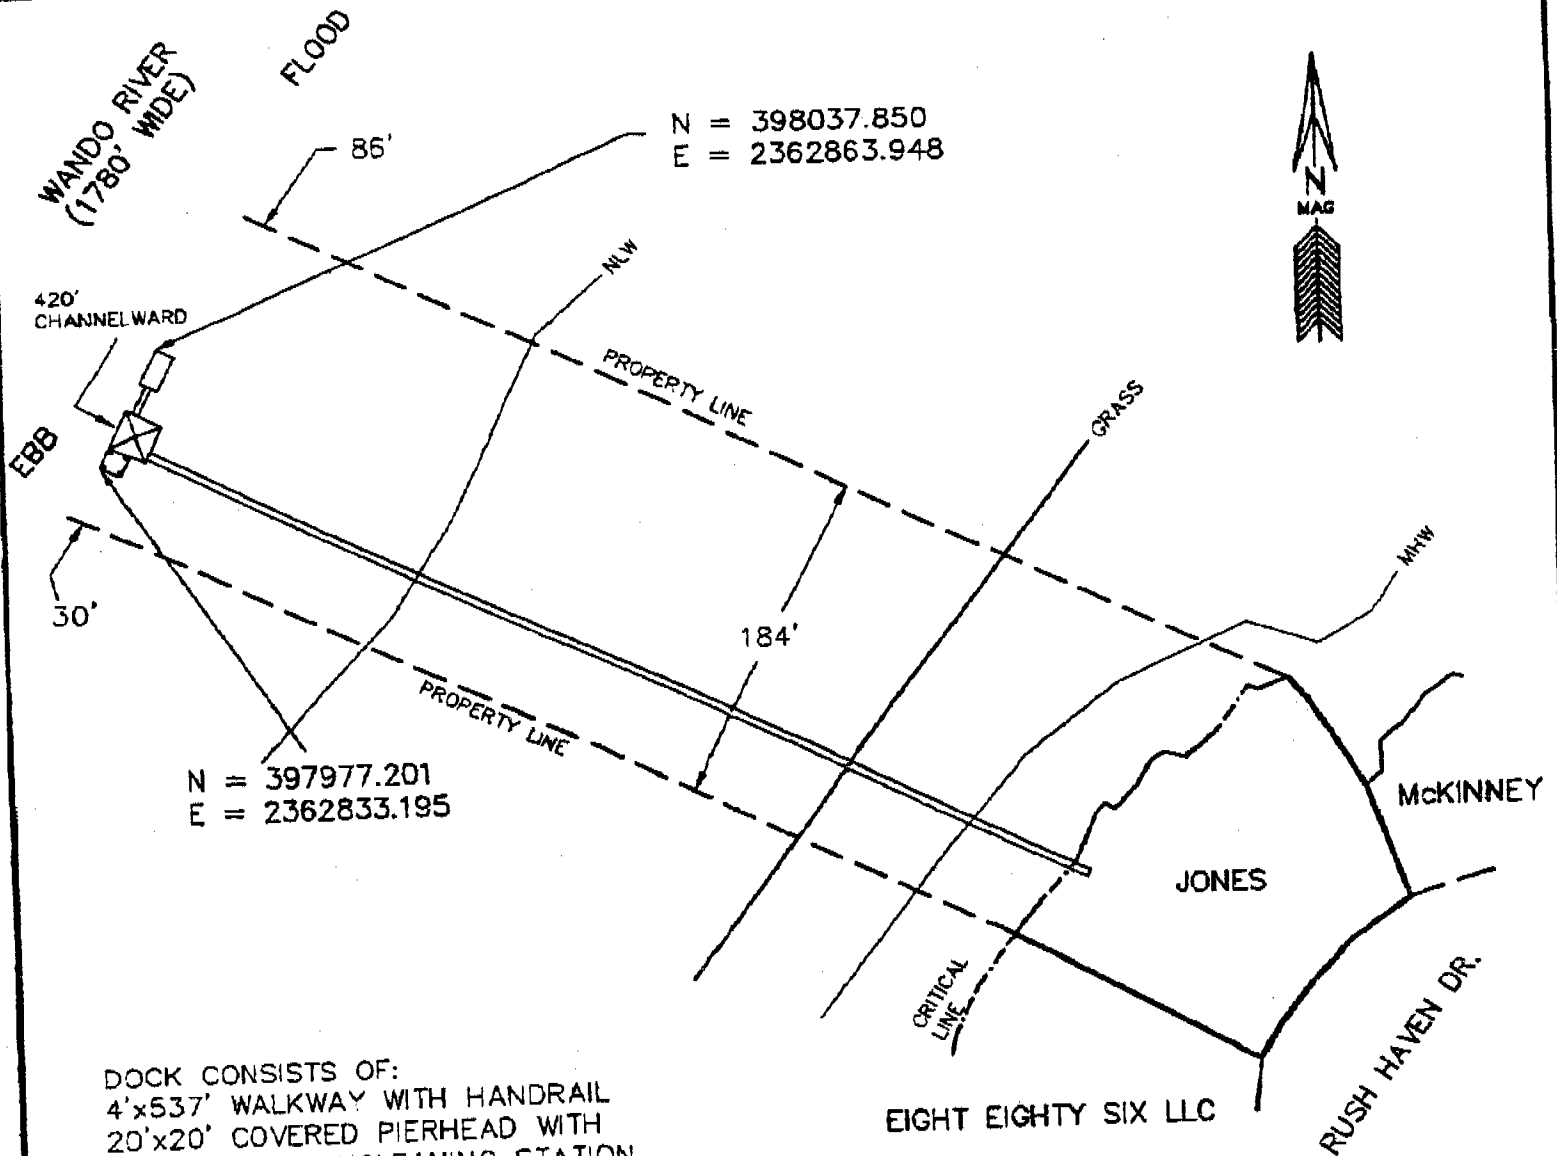 WANDO RIVER
(1780' WIDE)
FLOOD
86'
N = 398037.850
E = 2362863.948
N
MAG
420'
CHANNELWARD
NLW
PROPERTY LINE
GRASS
EBB
MHW
30'
184'
PROPERTY LINE
N = 397977.201
E = 2362833.195
McKINNEY
JONES
CRITICAL
LINE
RUSH HAVEN DR.
DOCK CONSISTS OF:
4'x537' WALKWAY WITH HANDRAIL
20'x20' COVERED PIERHEAD WITH
STATION
EIGHT EIGHTY SIX LLC